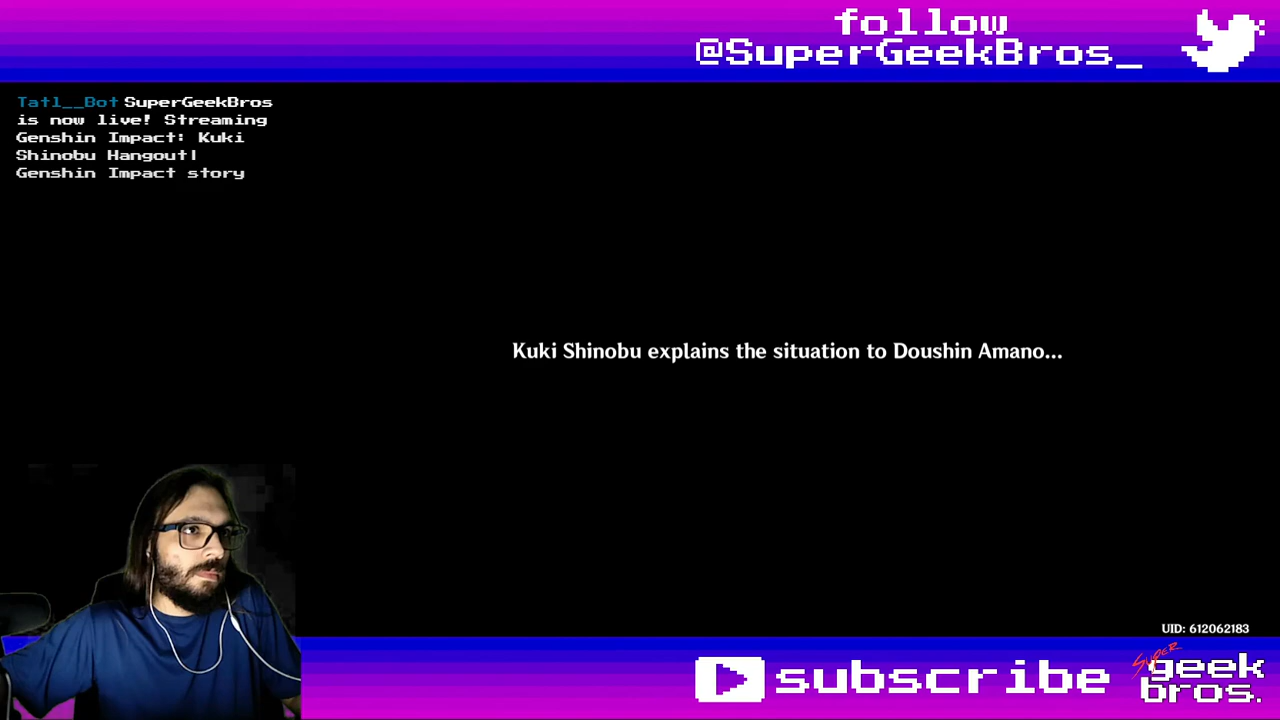 follow
@SuperGeekBros_
Tatl__Bot SuperGeekBros
is now live! Streaming
Genshin Impact: Kuki
Shinobu Hangout|
Genshin Impact story
Kuki Shinobu explains the situation to Doushin Amano...
UID: 612062183
subscribe
SUPER
geek
bros.